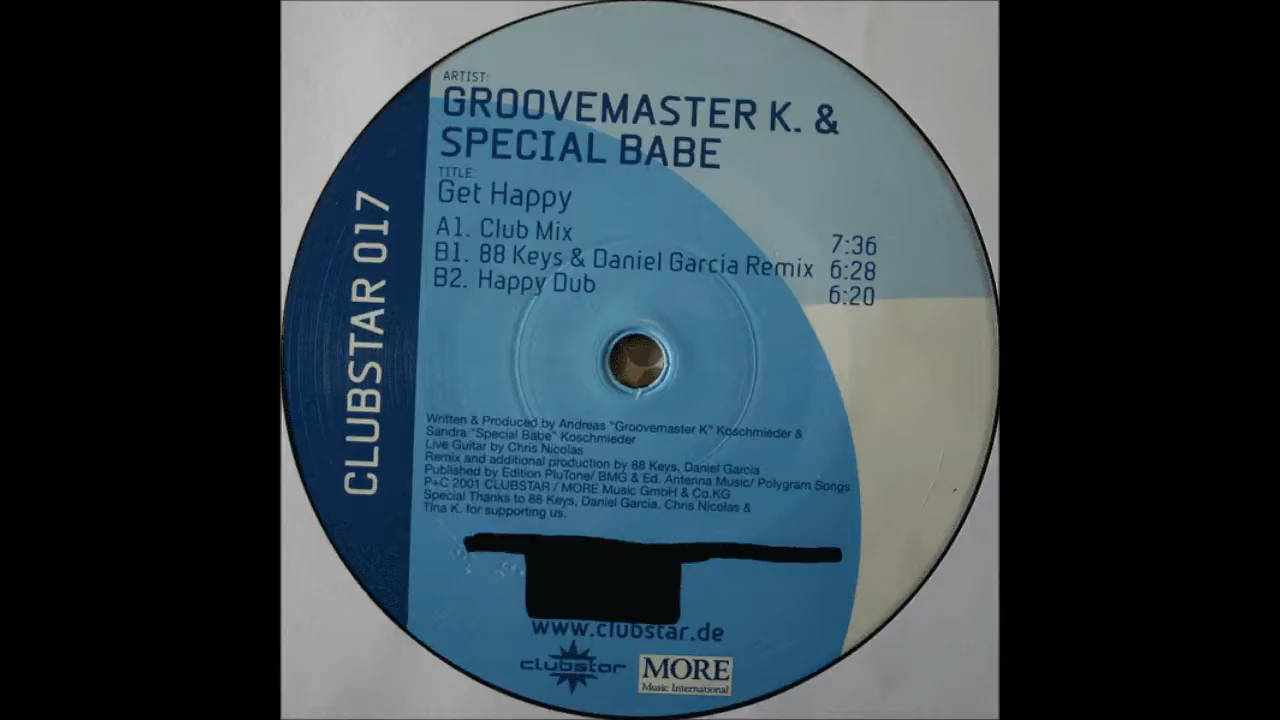 ARTIST:
GROOVEMASTER K. &
SPECIAL BABE
TITLE:
Get Happy
A1. Club Mix 7:36
B1. 88 Keys & Daniel Garcia Remix 6:28
B2. Happy Dub 6:20
CLUBSTAR 017
Written & Produced by Andreas "Groovemaster K" Koschmieder &
Sandra "Special Babe" Koschmieder
Live Guitar by Chris Nicolas
Remix and additional production by 88 Keys, Daniel Garcia
Published by Edition PluTone/ BMG & Ed. Antenna Music/ Polygram Songs
P+C 2001 CLUBSTAR / MORE Music GmbH & Co.KG
Special Thanks to 88 Keys, Daniel Garcia, Chris Nicolas &
Tina K. for supporting us.
www.clubstar.de
clubstar
MORE
Music International